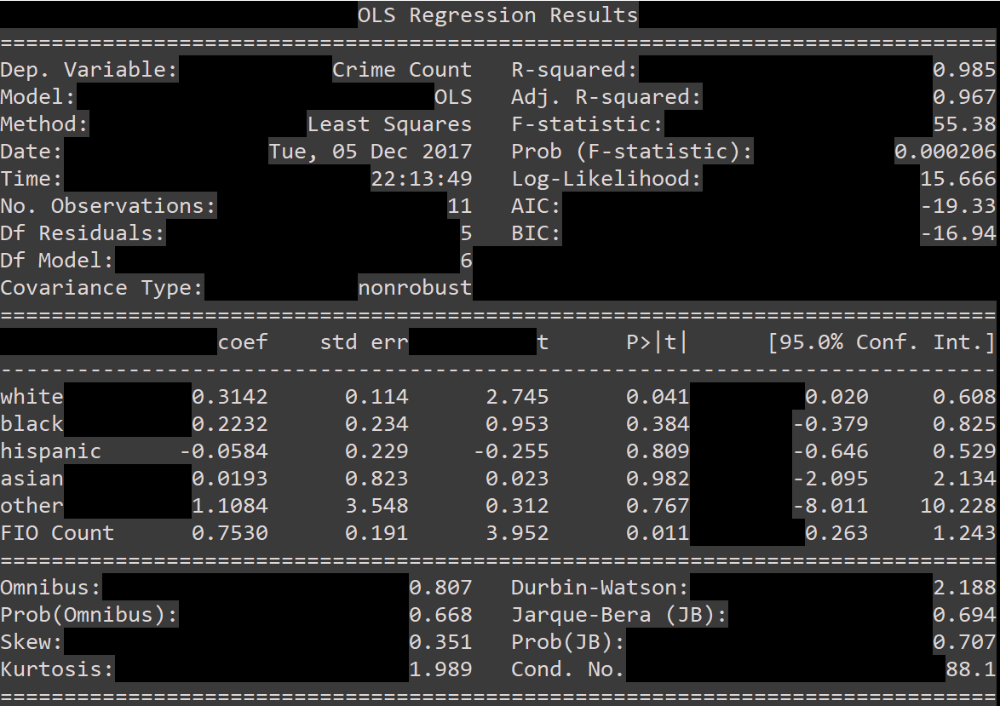 OLS Regression Results
==============================================================================
Dep. Variable: Crime Count R-squared: 0.985
Model: OLS Adj. R-squared: 0.967
Method: Least Squares F-statistic: 55.38
Date: Tue, 05 Dec 2017 Prob (F-statistic): 0.000206
Time: 22:13:49 Log-Likelihood: 15.666
No. Observations: 11 AIC: -19.33
Df Residuals: 5 BIC: -16.94
Df Model: 6
Covariance Type: nonrobust
==============================================================================
coef std err t P>|t| [95.0% Conf. Int.]
------------------------------------------------------------------------------
white 0.3142 0.114 2.745 0.041 0.020 0.608
black 0.2232 0.234 0.953 0.384 -0.379 0.825
hispanic -0.0584 0.229 -0.255 0.809 -0.646 0.529
asian 0.0193 0.823 0.023 0.982 -2.095 2.134
other 1.1084 3.548 0.312 0.767 -8.011 10.228
FIO Count 0.7530 0.191 3.952 0.011 0.263 1.243
==============================================================================
Omnibus: 0.807 Durbin-Watson: 2.188
Prob(Omnibus): 0.668 Jarque-Bera (JB): 0.694
Skew: 0.351 Prob(JB): 0.707
Kurtosis: 1.989 Cond. No. 88.1
==============================================================================